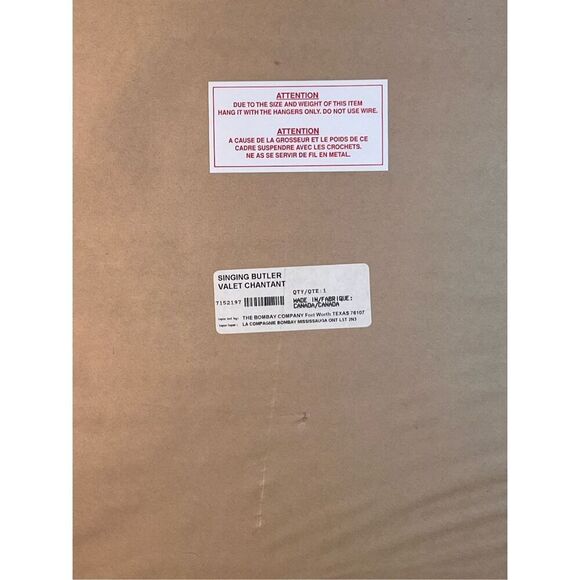 ATTENTION
DUE TO THE SIZE AND WEIGHT OF THIS ITEM
HANG IT WITH THE HANGERS ONLY. DO NOT USE WIRE.
ATTENTION
A CAUSE DE LA GROSSEUR ET LE POIDS DE CE
CADRE SUSPENDRE AVEC LES CROCHETS.
NE AS SE SERVIR DE FIL EN METAL.
SINGING BUTLER
VALET CHANTANT
QTY/QTE:1
7152197
MADE IN/FABRIQUE:
CANADA/CANADA
THE BOMBAY COMPANY Fort Worth TEXAS 76107
LA COMPAGNIE BOMBAY MISSISSAUGA ONT L5T 2N3